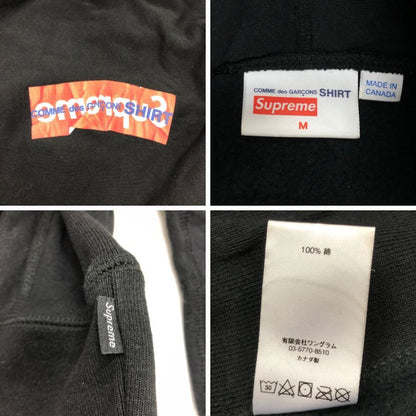 Supreme
COMME des GARÇONS SHIRT
COMME des GARÇONS SHIRT
Supreme
M
MADE IN
CANADA
Supreme
100% 綿
有限会社ワングラム
03-5770-8510
カナダ製
30